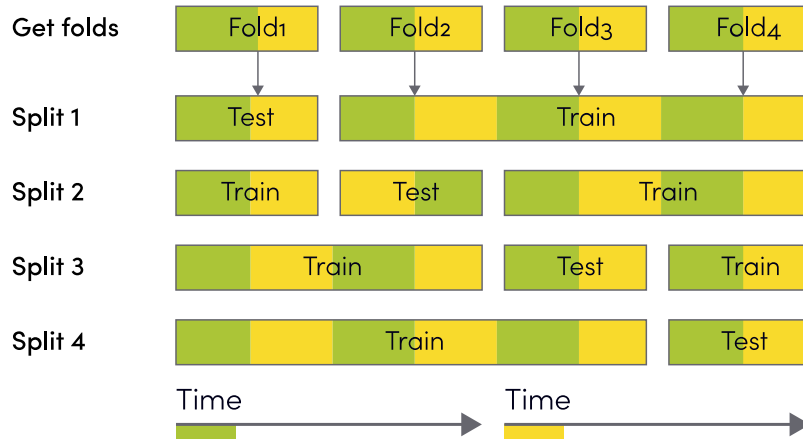 Get folds Fold1 Fold2 Fold3 Fold4
Split 1 Test Train
Split 2 Train Test Train
Split 3 Train Test Train
Split 4 Train Test
Time Time